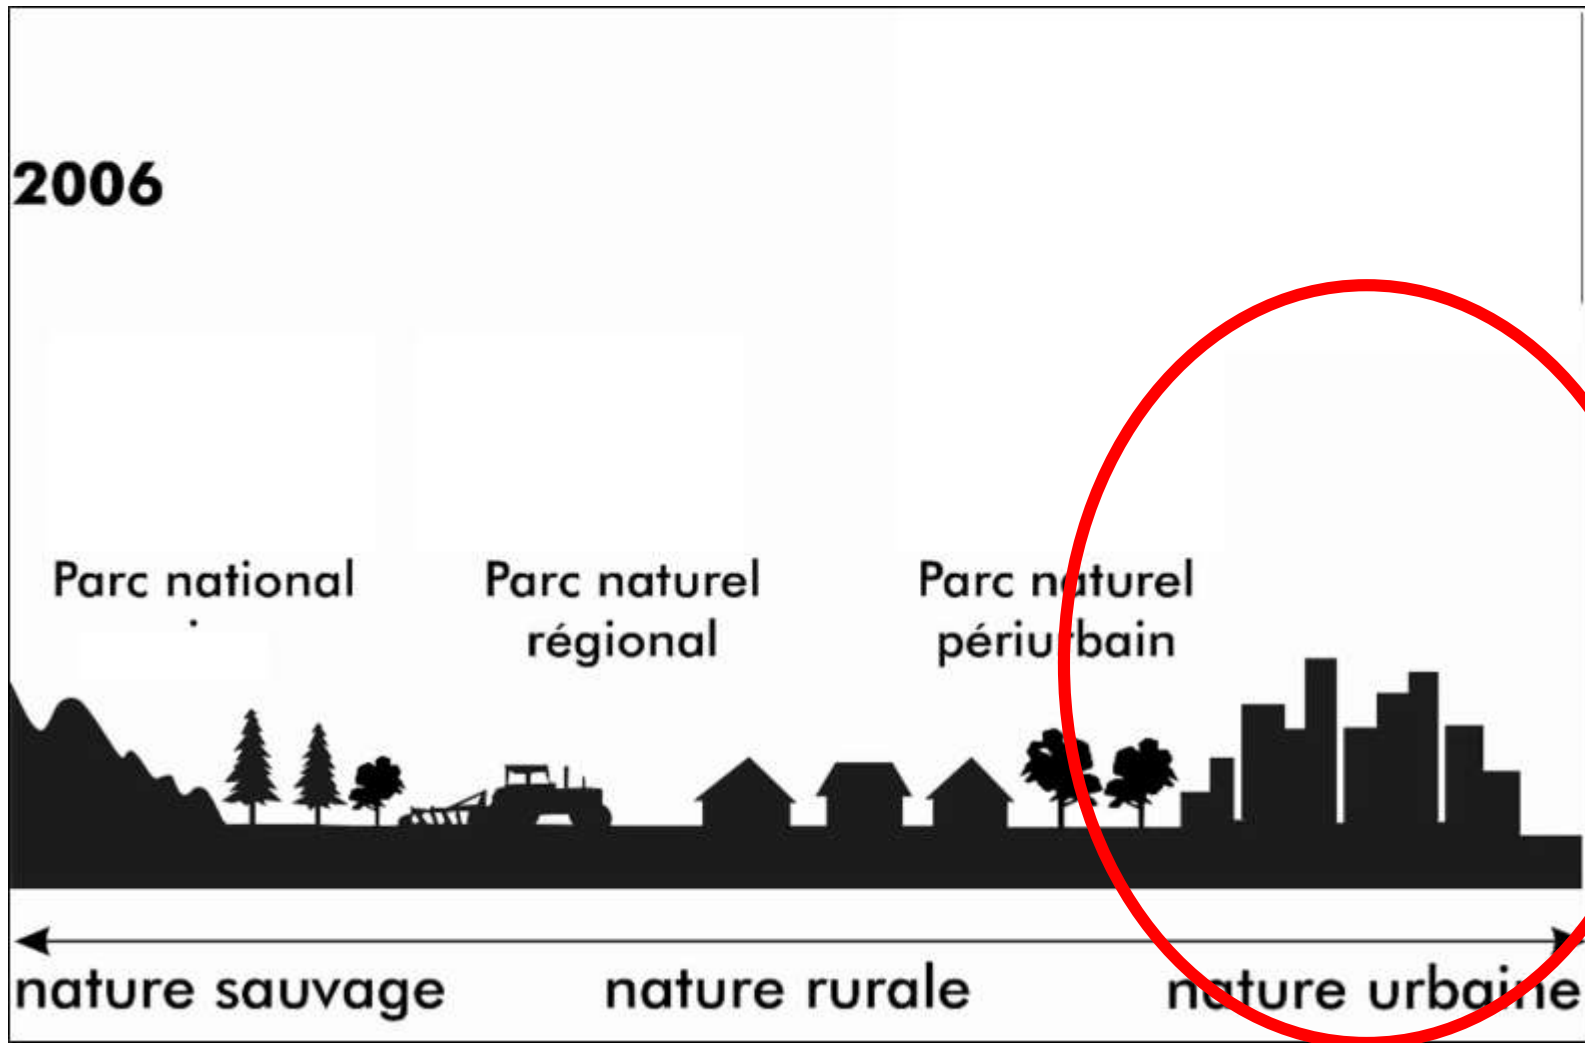 2006
Parc national
Parc naturel
régional
Parc naturel
périurbain
nature sauvage
nature rurale
nature urbaine